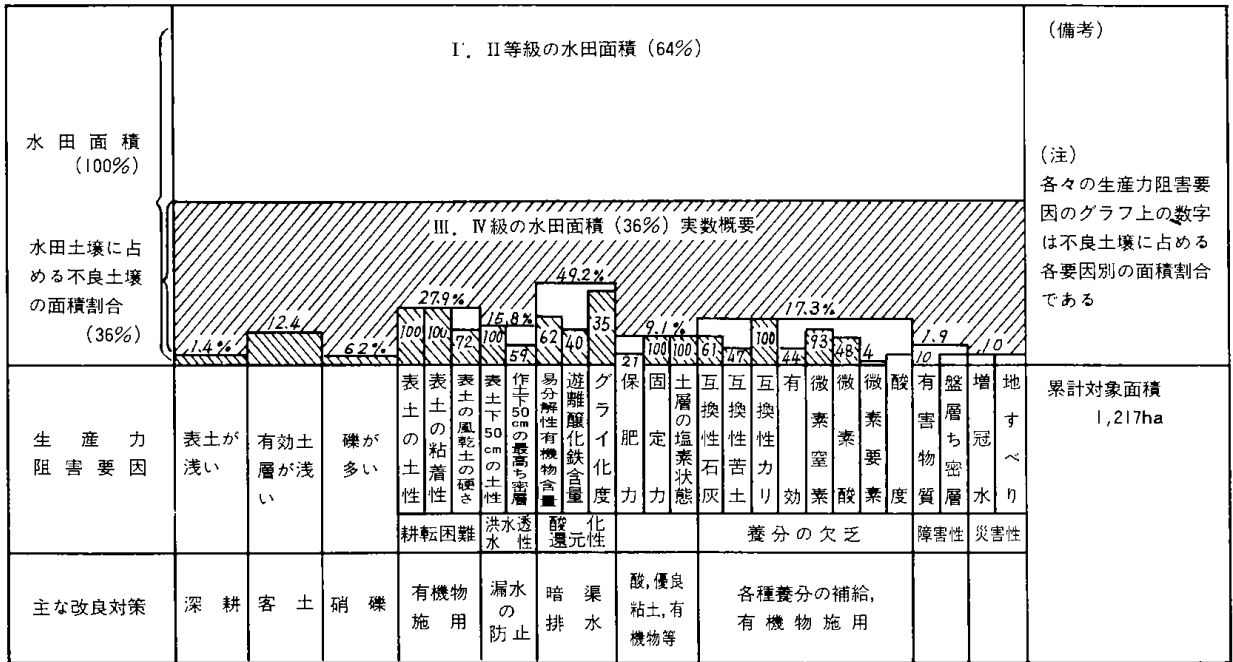 I. II等級の水田面積 (64%)
(備考)
水田面積
(100%)
(注)
各々の生産力阻害要
因のグラフ上の数字
は不良土壌に占める
各要因別の面積割合
である
水田土壌に占
める不良土壌
の面積割合
(36%)
III. IV級の水田面積 (36%) 実数概要
1.4%
12.4
62%
27.9%
15.8%
49.2%
9.1%
17.3%
1.9
.10
100
100
72
100
59
62
40
35
21
100
100
61
47
100
44
93
48
4
10
生産力
阻害要因
表土が
浅い
有効土
層が浅
い
礫が
多い
表土の土性
表土の粘着性
表土の風乾土の硬さ
表土下50cmの土性
作土下50cmの最高ち密層
易分解性有機物含量
遊離醸化鉄含量
グライ化度
保肥力
固定力
土層の塩素状態
互換性石灰
互換性苦土
互換性カリ
有効
微素窒素
微素酸
微素要素
酸度
有害物質
盤層ち密層
増冠水
地すべり
累計対象面積
1,217ha
耕転困難
洪水透
水性
酸化
還元性
養分の欠乏
障害性
災害性
主な改良対策
深耕
客土
硝礫
有機物
施用
漏水
の
防止
暗渠
排水
酸,優良
粘土,有
機物等
各種養分の補給,
有機物施用